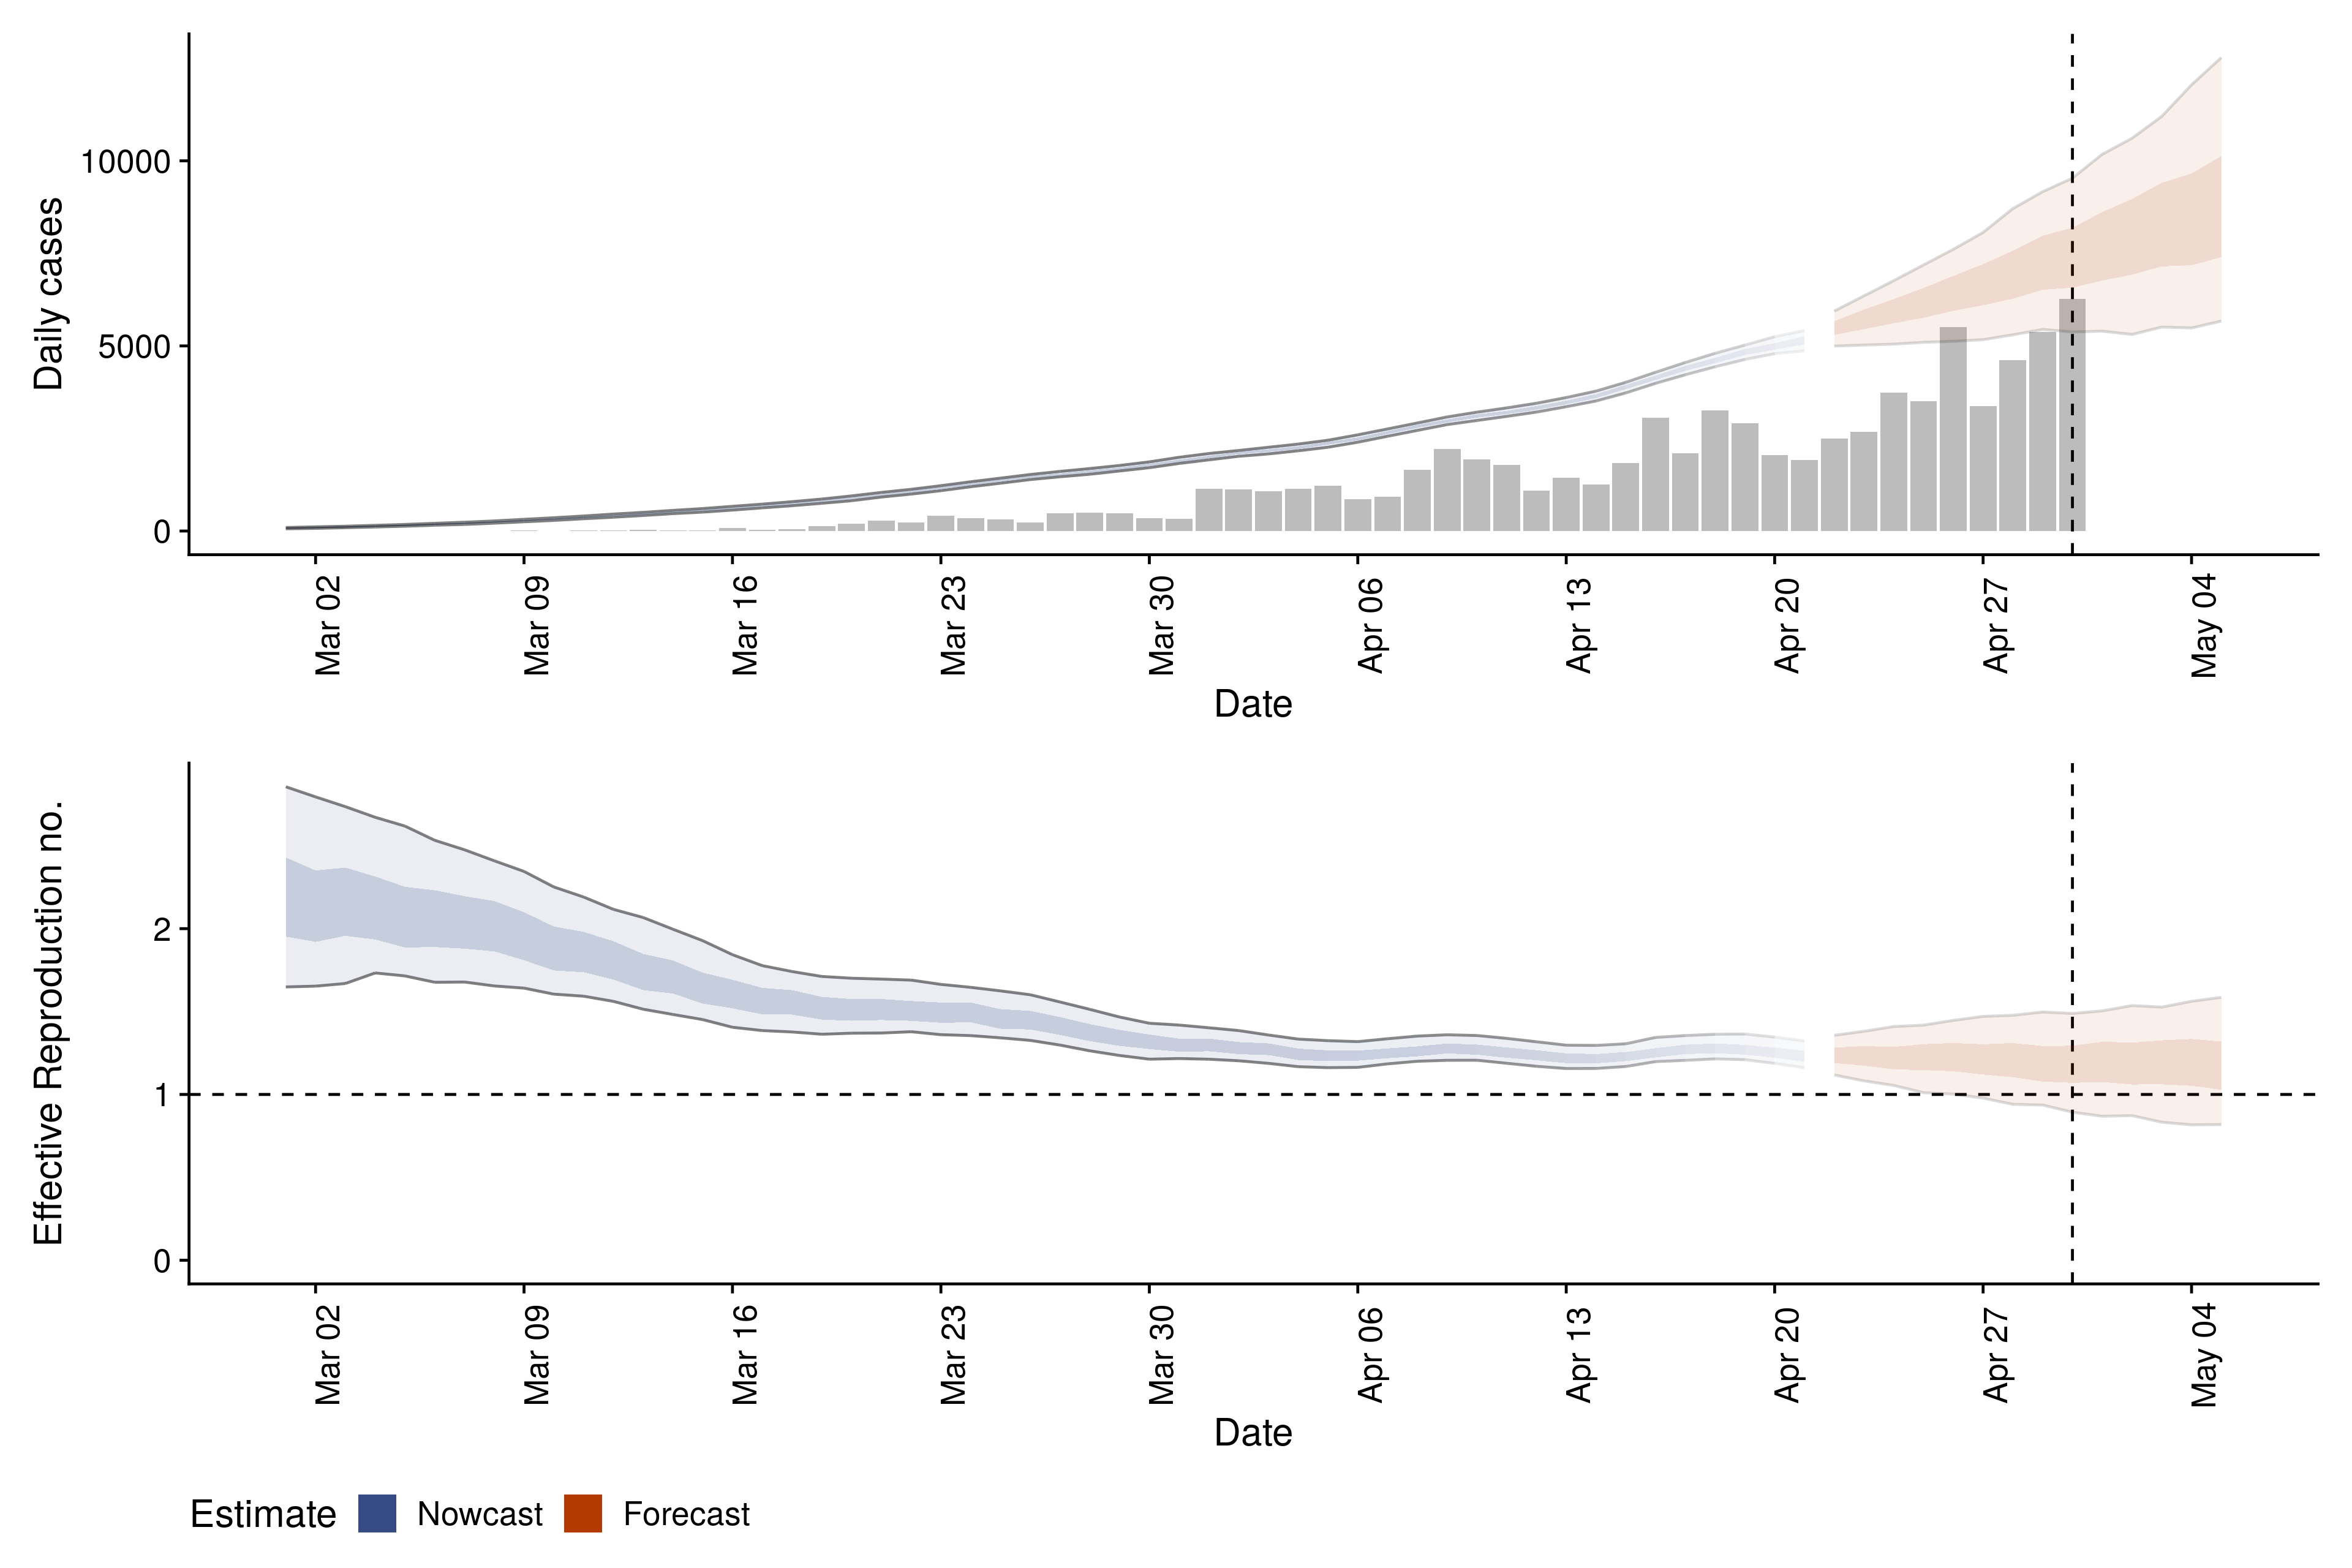 Daily cases
10000
5000
0
Mar 02 Mar 09 Mar 16 Mar 23 Mar 30 Apr 06 Apr 13 Apr 20 Apr 27 May 04
Date
Effective Reproduction no.
2
1
0
Mar 02 Mar 09 Mar 16 Mar 23 Mar 30 Apr 06 Apr 13 Apr 20 Apr 27 May 04
Date
Estimate Nowcast Forecast